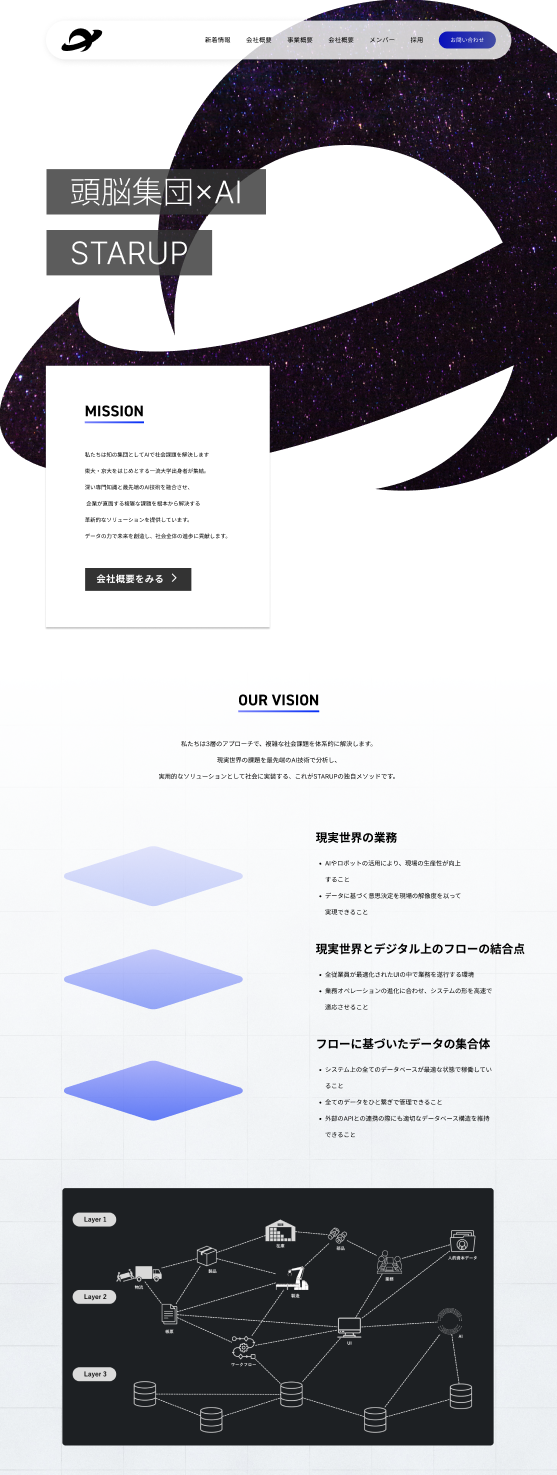 新着情報
会社概要
事業概要
会社概要
メンバー
採用
お問い合わせ
頭脳集団×AI
STARUP
MISSION
私たちは知の集団としてAIで社会課題を解決します
東大・京大をはじめとする一流大学出身者が集結。
深い専門知識と最先端のAI技術を融合させ、
企業が直面する複雑な課題を根本から解決する
革新的なソリューションを提供しています。
データの力で未来を創造し、社会全体の進歩に貢献します。
会社概要をみる
OUR VISION
私たちは3層のアプローチで、複雑な社会課題を体系的に解決します。
現実世界の課題を最先端のAI技術で分析し、
実用的なソリューションとして社会に実装する、これがSTARUPの独自メソッドです。
現実世界の業務
• AIやロボットの活用により、現場の生産性が向上
すること
• データに基づく意思決定を現場の解像度を以って
実現できること
現実世界とデジタル上のフローの結合点
• 全従業員が最適化されたUIの中で業務を遂行する環境
• 業務オペレーションの進化に合わせ、システムの形を高速で
適応させること
フローに基づいたデータの集合体
• システム上の全てのデータベースが最適な状態で稼働してい
ること
• 全てのデータをひと繋ぎで管理できること
• 外部のAPIとの連携の際にも適切なデータベース構造を維持
できること
Layer 1
在庫
部品
人的資本データ
製品
業務
物流
製造
Layer 2
帳票
UI
AI
ワークフロー
Layer 3